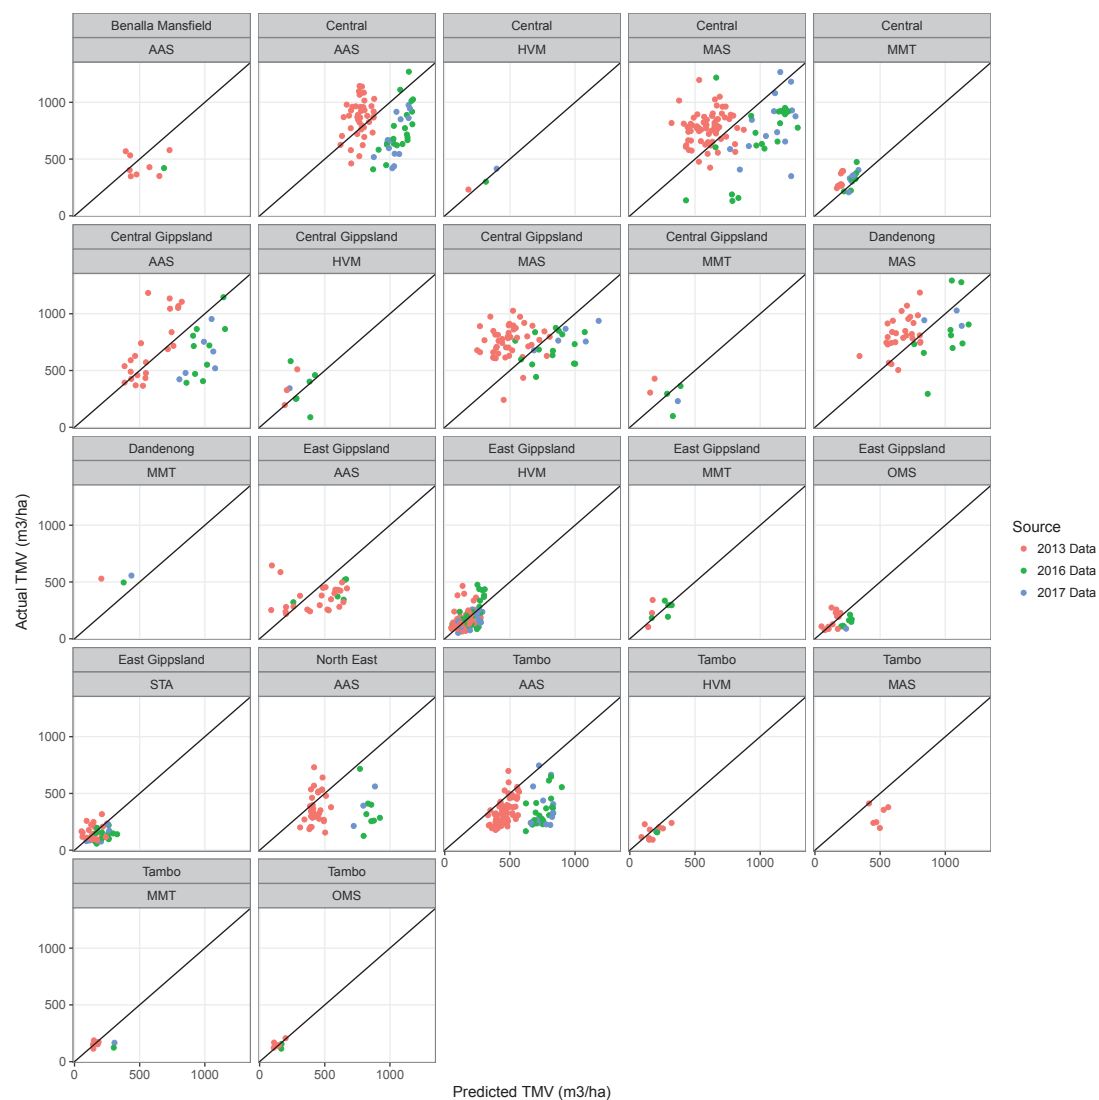 Benalla Mansfield Central Central Central Central
AAS AAS HVM MAS MMT
1000
500
0
Central Gippsland Central Gippsland Central Gippsland Central Gippsland Dandenong
AAS HVM MAS MMT MAS
1000
500
0
Dandenong East Gippsland East Gippsland East Gippsland East Gippsland
MMT AAS HVM MMT OMS
1000
500
0
Actual TMV (m3/ha)
Source
2013 Data
2016 Data
2017 Data
East Gippsland North East Tambo Tambo Tambo
STA AAS AAS HVM MAS
1000
500
0
0 500 1000 0 500 1000 0 500 1000
Tambo Tambo
MMT OMS
1000
500
0
0 500 1000 0 500 1000
Predicted TMV (m3/ha)